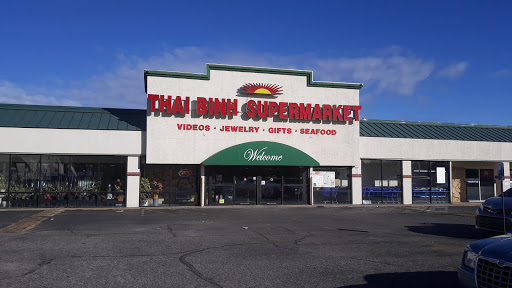 THAI BINH SUPERMARKET
VIDEOS · JEWELRY · GIFTS · SEAFOOD
Welcome